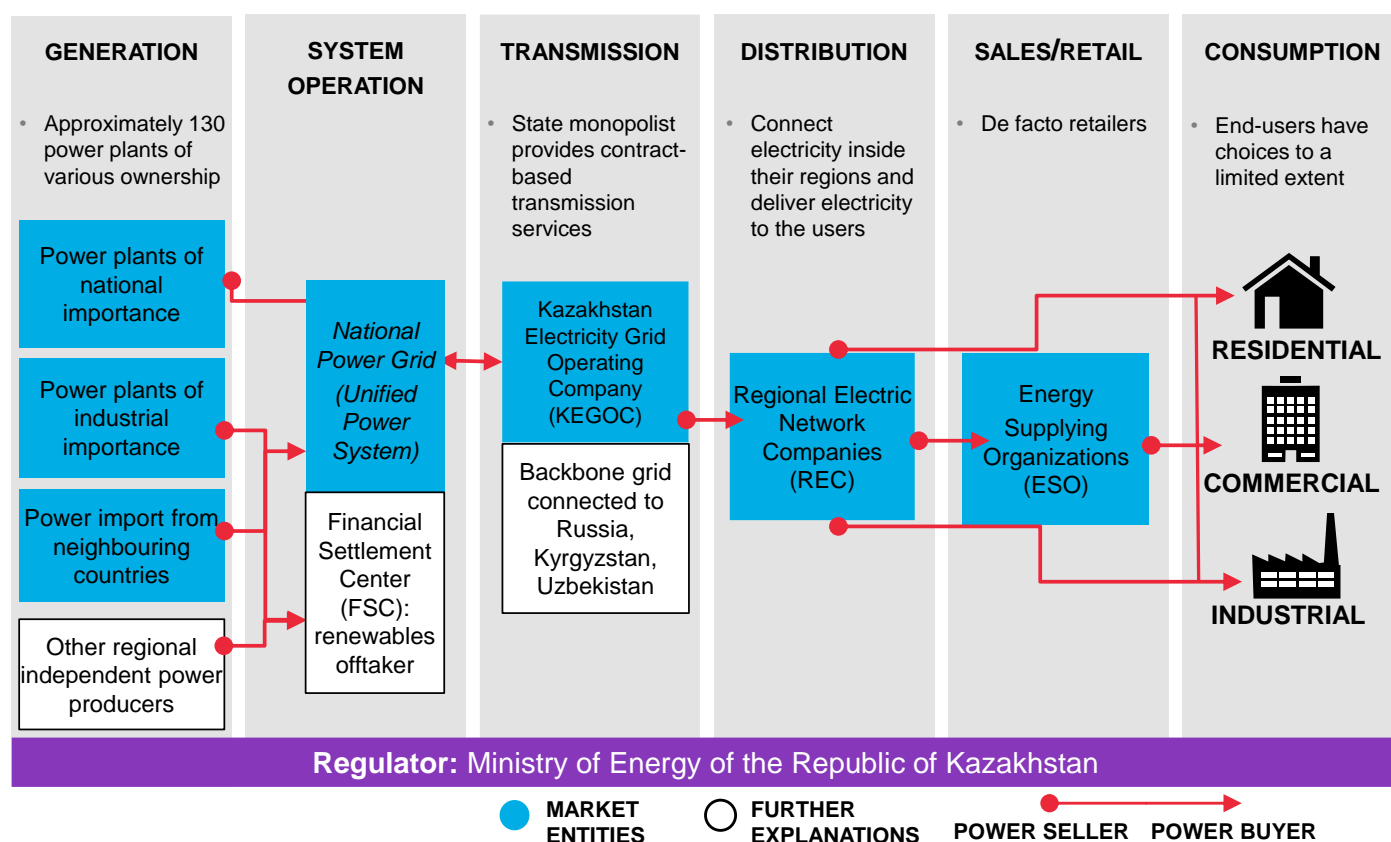 GENERATION
• Approximately 130
power plants of
various ownership
Power plants of
national
importance
Power plants of
industrial
importance
Power import from
neighbouring
countries
Other regional
independent power
producers
SYSTEM
OPERATION
National
Power Grid
(Unified
Power
System)
Financial
Settlement
Center
(FSC):
renewables
offtaker
TRANSMISSION
• State monopolist
provides contract-
based
transmission
services
Kazakhstan
Electricity Grid
Operating
Company
(KEGOC)
Backbone grid
connected to
Russia,
Kyrgyzstan,
Uzbekistan
DISTRIBUTION
• Connect
electricity inside
their regions and
deliver electricity
to the users
Regional Electric
Network
Companies
(REC)
SALES/RETAIL
• De facto retailers
Energy
Supplying
Organizations
(ESO)
CONSUMPTION
• End-users have
choices to a
limited extent
RESIDENTIAL
COMMERCIAL
INDUSTRIAL
Regulator: Ministry of Energy of the Republic of Kazakhstan
MARKET
ENTITIES
FURTHER
EXPLANATIONS
POWER SELLER
POWER BUYER